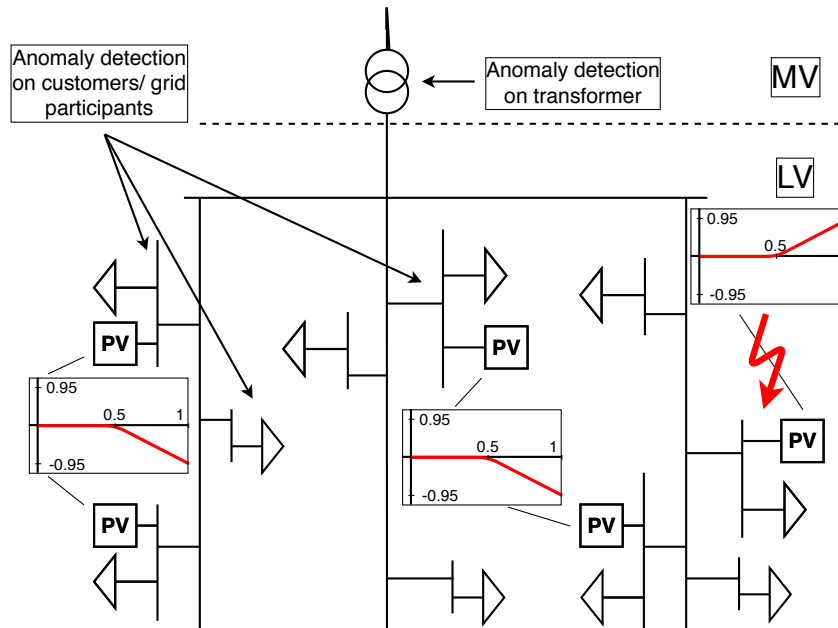 Anomaly detection
on customers/ grid
participants
Anomaly detection
on transformer
MV
LV
0.95
0.5
-0.95
PV
0.95
0.5
1
-0.95
PV
PV
0.95
0.5
1
-0.95
PV
PV